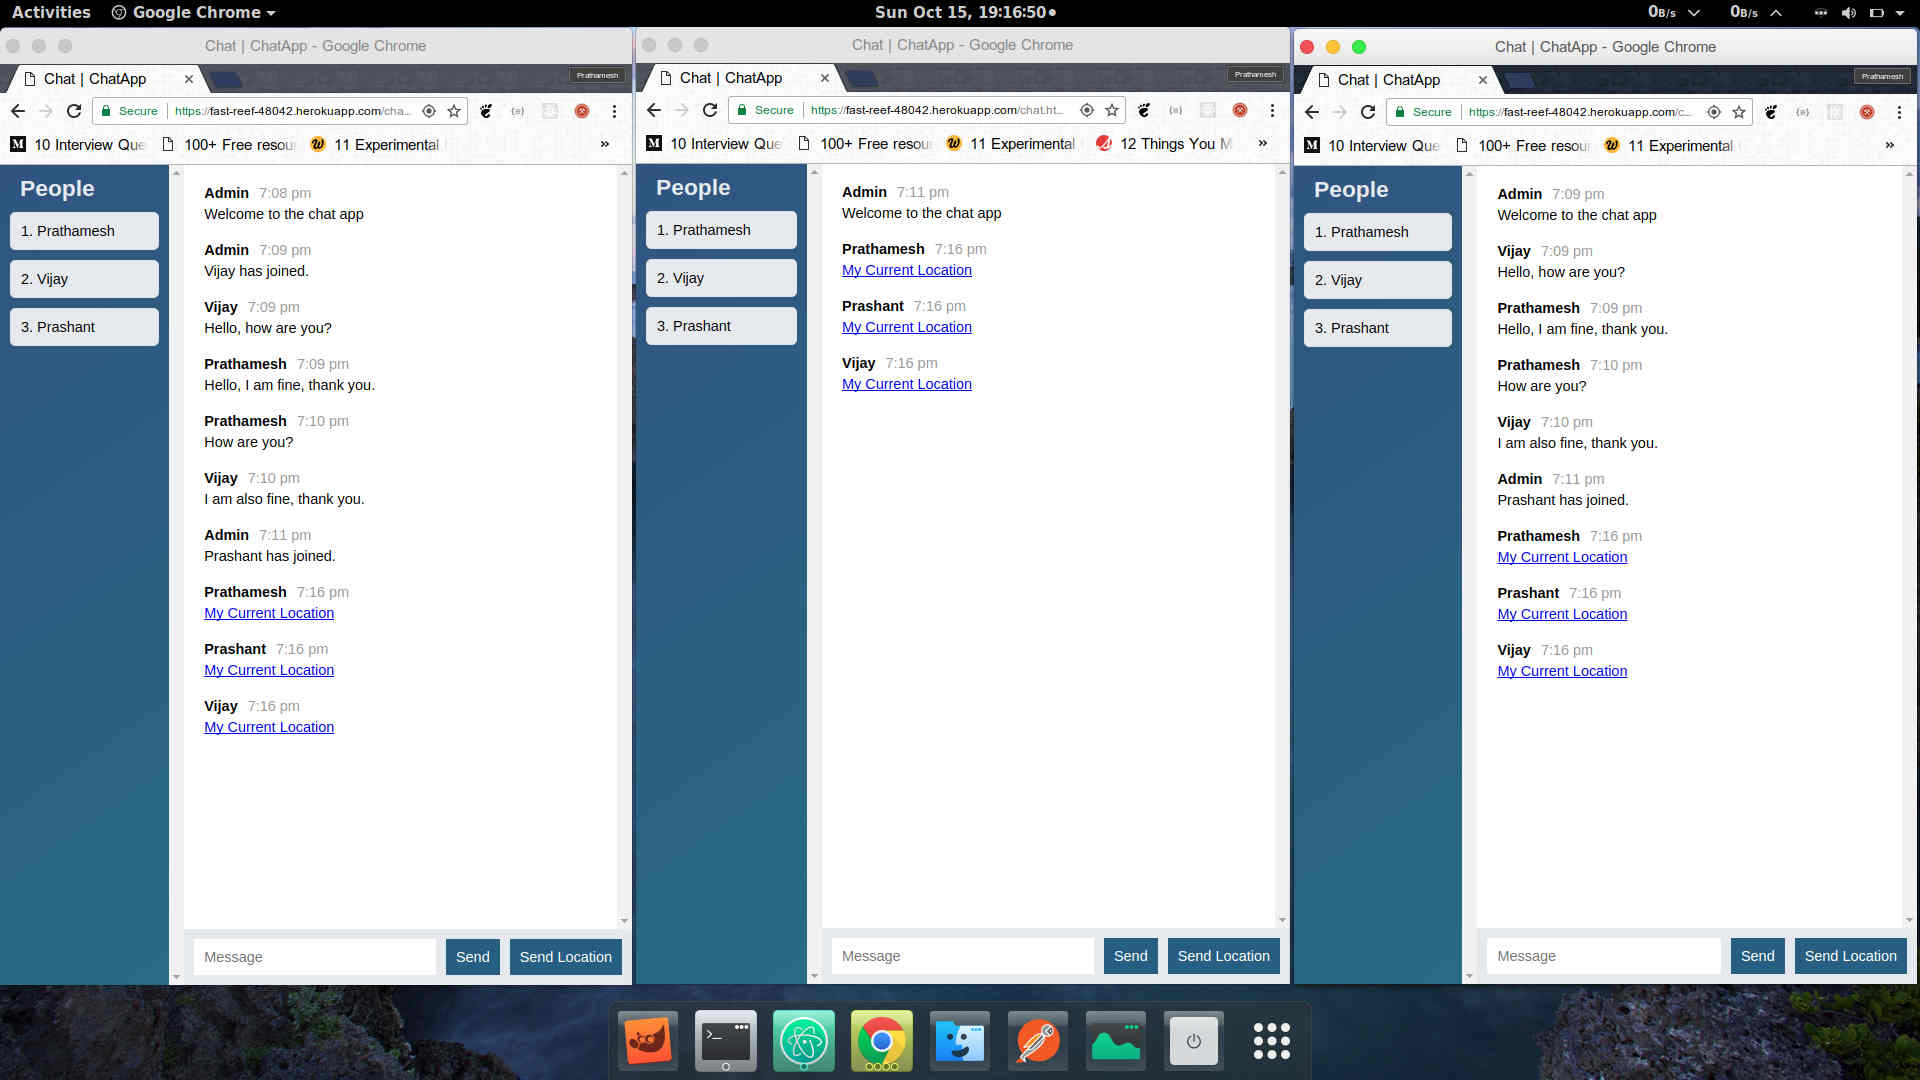 Activities Google Chrome Sun Oct 15, 19:16:50 0B/s 0B/s
Chat | ChatApp - Google Chrome
Chat | ChatApp
Prathamesh
Secure https://fast-reef-48042.herokuapp.com/cha...
10 Interview Que 100+ Free resou 11 Experimental »
People
1. Prathamesh
2. Vijay
3. Prashant
Admin 7:08 pm
Welcome to the chat app
Admin 7:09 pm
Vijay has joined.
Vijay 7:09 pm
Hello, how are you?
Prathamesh 7:09 pm
Hello, I am fine, thank you.
Prathamesh 7:10 pm
How are you?
Vijay 7:10 pm
I am also fine, thank you.
Admin 7:11 pm
Prashant has joined.
Prathamesh 7:16 pm
My Current Location
Prashant 7:16 pm
My Current Location
Vijay 7:16 pm
My Current Location
Message Send Send Location
Chat | ChatApp - Google Chrome
Chat | ChatApp
Prathamesh
Secure https://fast-reef-48042.herokuapp.com/chat.ht...
10 Interview Que 100+ Free resou 11 Experimental 12 Things You M »
People
1. Prathamesh
2. Vijay
3. Prashant
Admin 7:11 pm
Welcome to the chat app
Prathamesh 7:16 pm
My Current Location
Prashant 7:16 pm
My Current Location
Vijay 7:16 pm
My Current Location
Message Send Send Location
Chat | ChatApp - Google Chrome
Chat | ChatApp
Prathamesh
Secure https://fast-reef-48042.herokuapp.com/c...
10 Interview Que 100+ Free resou 11 Experimental »
People
1. Prathamesh
2. Vijay
3. Prashant
Admin 7:09 pm
Welcome to the chat app
Vijay 7:09 pm
Hello, how are you?
Prathamesh 7:09 pm
Hello, I am fine, thank you.
Prathamesh 7:10 pm
How are you?
Vijay 7:10 pm
I am also fine, thank you.
Admin 7:11 pm
Prashant has joined.
Prathamesh 7:16 pm
My Current Location
Prashant 7:16 pm
My Current Location
Vijay 7:16 pm
My Current Location
Message Send Send Location